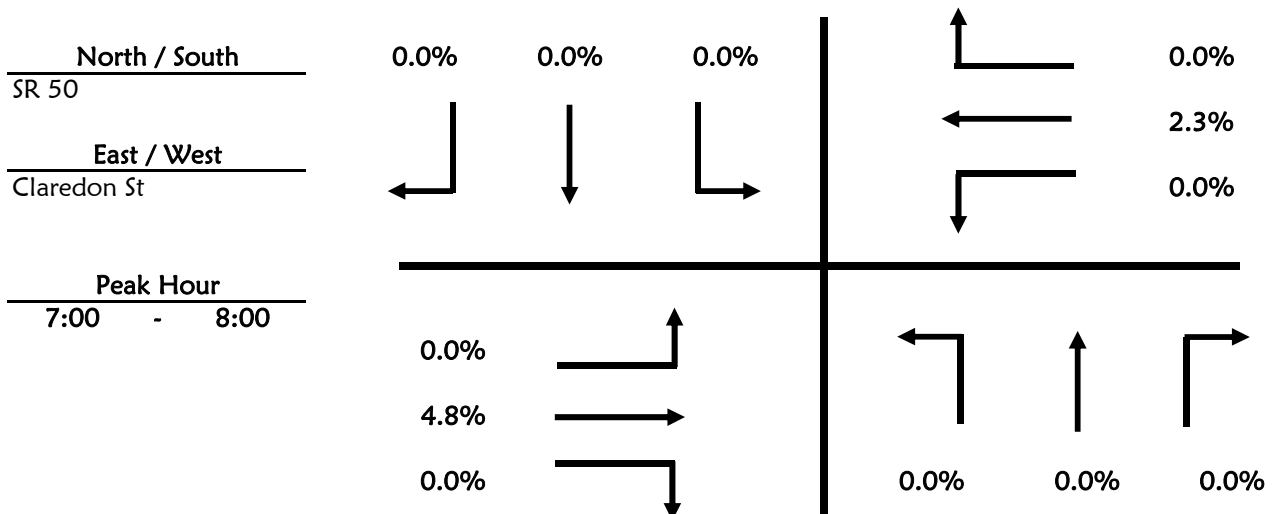 North / South
SR 50
East / West
Claredon St
Peak Hour
7:00 - 8:00
0.0% 0.0% 0.0%
0.0%
2.3%
0.0%
0.0%
4.8%
0.0%
0.0% 0.0% 0.0%